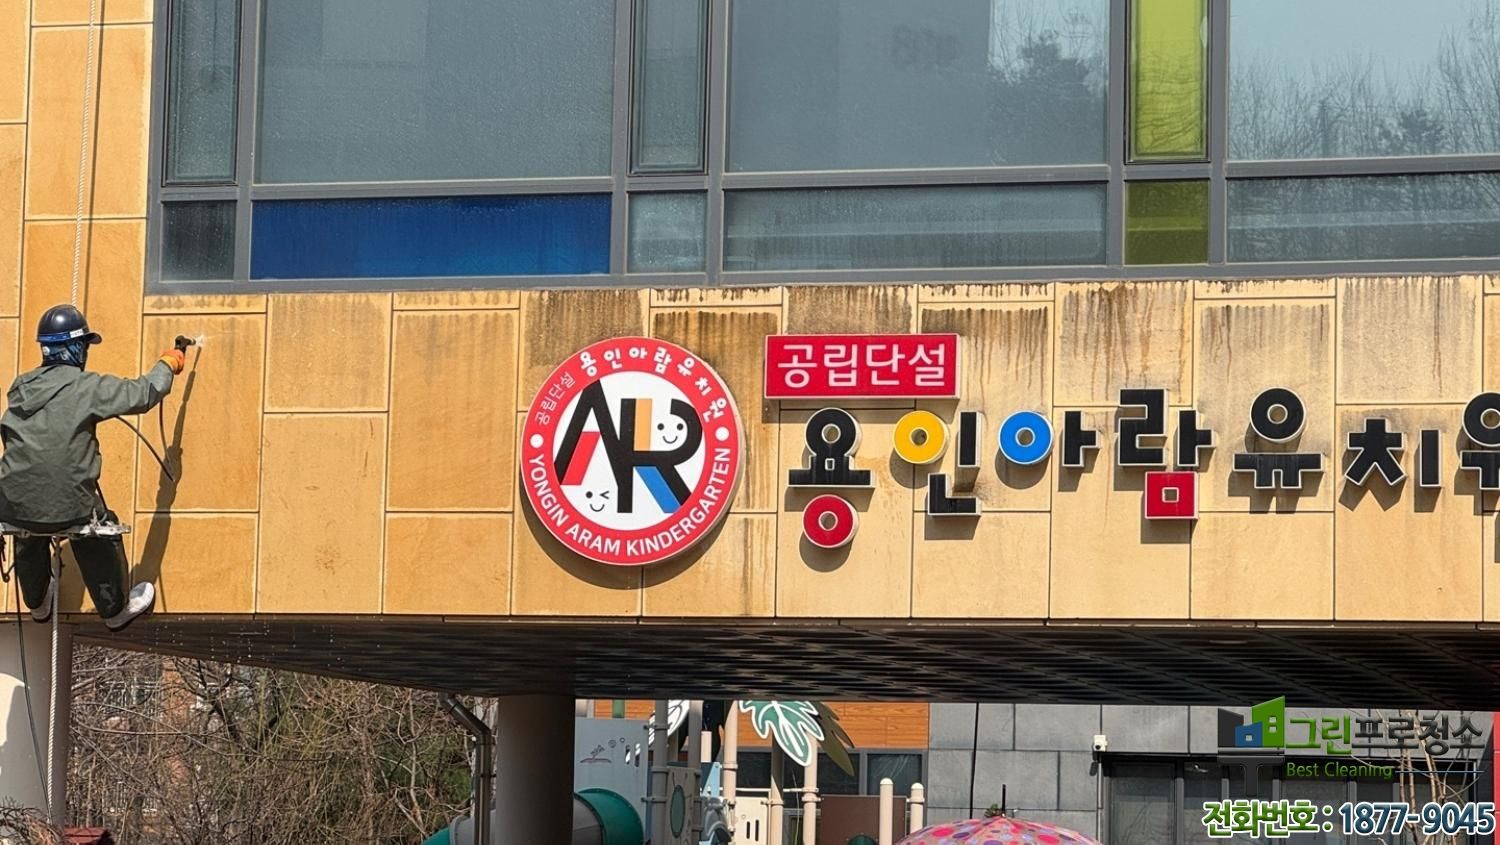 공립단설 용인아람유치원
YONGIN ARAM KINDERGARTEN
공립단설
용인아람유치원
그린프로청소
Best Cleaning
전화번호 : 1877-9045